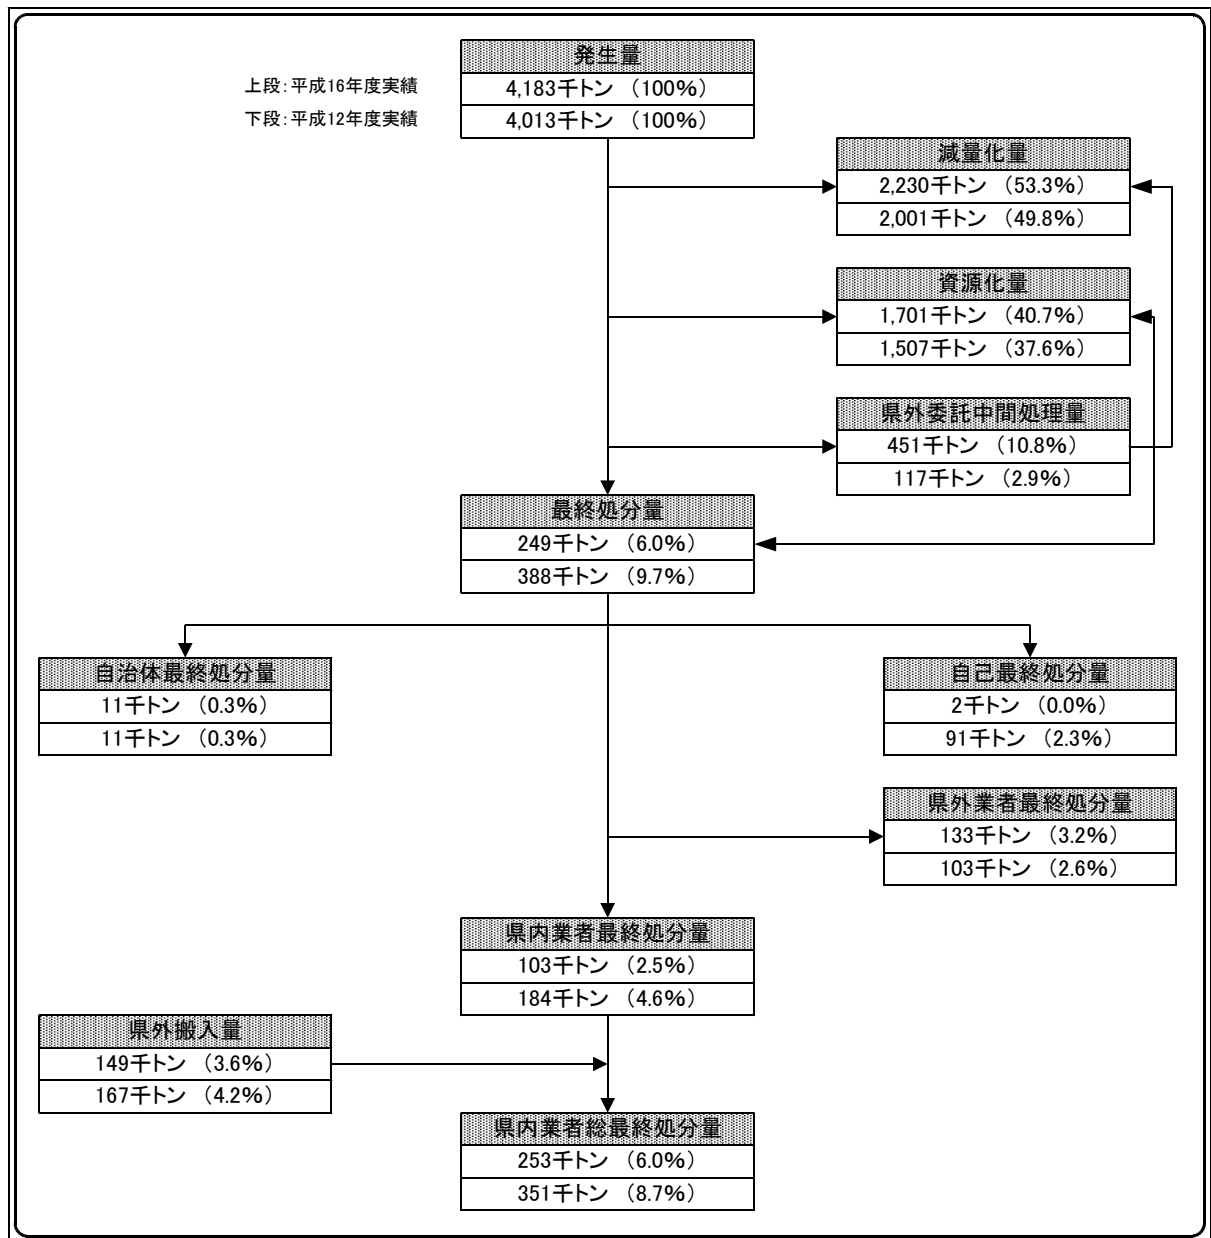 発生量
上段：平成16年度実績
4,183千トン （100%）
下段：平成12年度実績
4,013千トン （100%）
減量化量
2,230千トン （53.3%）
2,001千トン （49.8%）
資源化量
1,701千トン （40.7%）
1,507千トン （37.6%）
県外委託中間処理量
451千トン （10.8%）
117千トン （2.9%）
最終処分量
249千トン （6.0%）
388千トン （9.7%）
自治体最終処分量
11千トン （0.3%）
11千トン （0.3%）
自己最終処分量
2千トン （0.0%）
91千トン （2.3%）
県外業者最終処分量
133千トン （3.2%）
103千トン （2.6%）
県内業者最終処分量
103千トン （2.5%）
184千トン （4.6%）
県外搬入量
149千トン （3.6%）
167千トン （4.2%）
県内業者総最終処分量
253千トン （6.0%）
351千トン （8.7%）